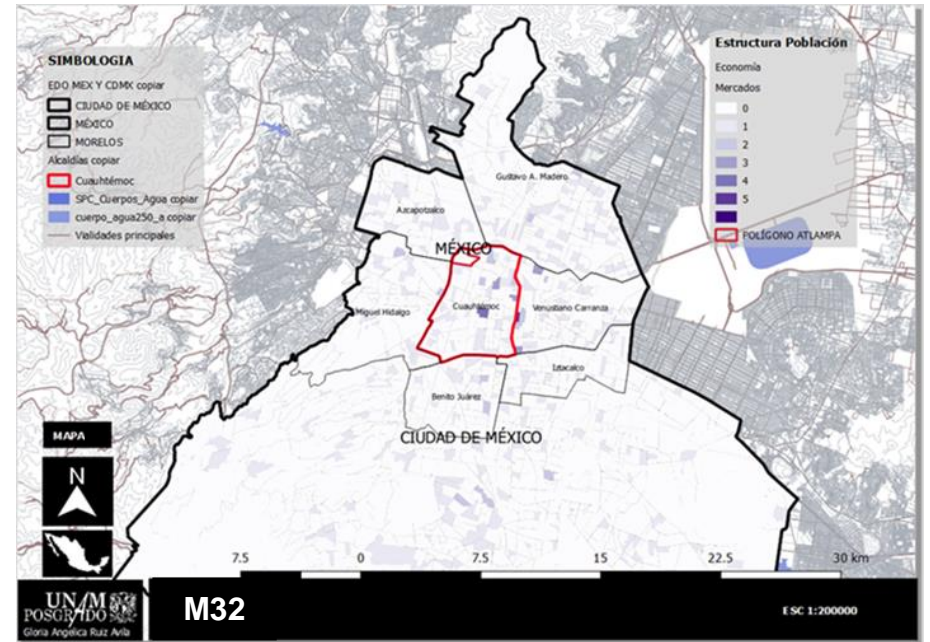 SIMBOLOGIA
EDO MEX Y CDMX copiar
CIUDAD DE MÉXICO
MÉXICO
MORELOS
Alcaldías copiar
Cuauhtémoc
SPC_Cuerpos_Agua copiar
cuerpo_agua250_a copiar
Vialidades principales
Estructura Población
Economía
Mercados
0
1
2
3
4
5
POLÍGONO ATLAMPA
Gustavo A. Madero
Azcapotzalco
MÉXICO
Cuauhtémoc
Venustiano Carranza
Miguel Hidalgo
Iztacalco
Benito Juárez
CIUDAD DE MÉXICO
MAPA
N
7.5 0 7.5 15 22.5 30 km
UNAM
POSGRADO
Gloria Angelica Ruiz Avila
M32
ESC 1:200000